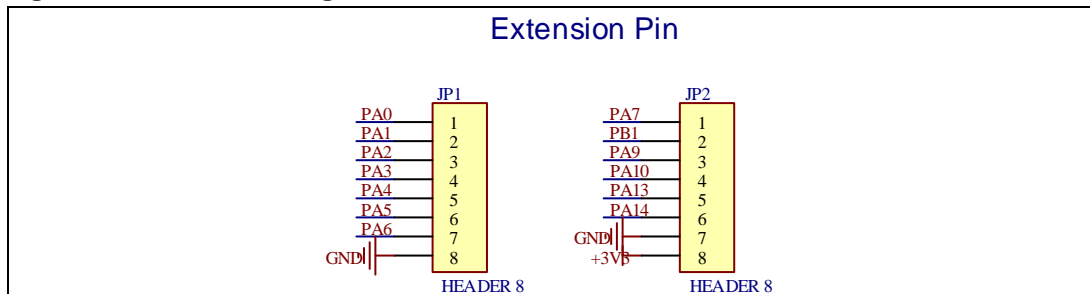 Extension Pin
JP1
PA0 1
PA1 2
PA2 3
PA3 4
PA4 5
PA5 6
PA6 7
GND 8
HEADER 8
JP2
PA7 1
PB1 2
PA9 3
PA10 4
PA13 5
PA14 6
GND 7
+3V3 8
HEADER 8